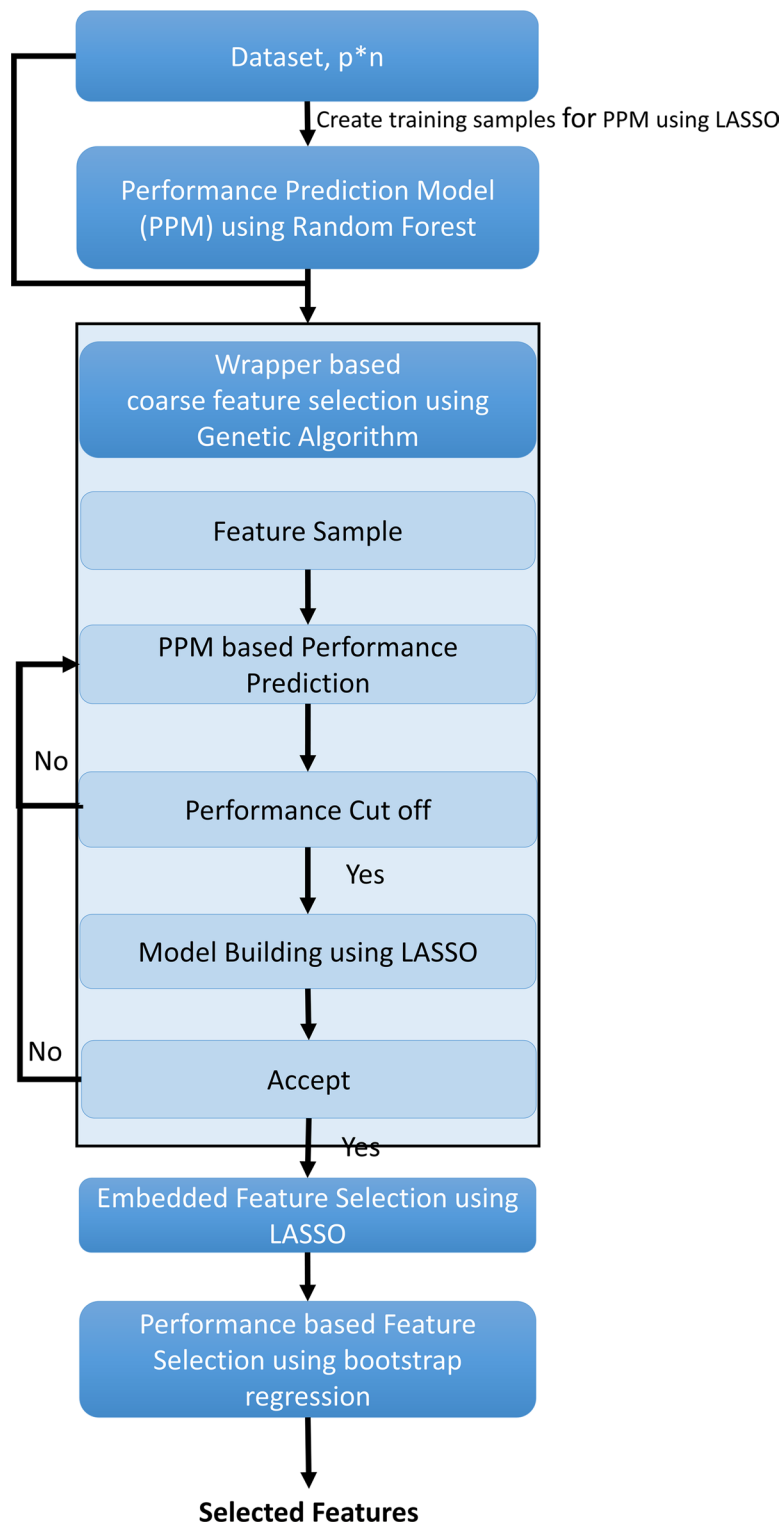 Dataset, p*n
Create training samples for PPM using LASSO
Performance Prediction Model
(PPM) using Random Forest
Wrapper based
coarse feature selection using
Genetic Algorithm
Feature Sample
PPM based Performance
Prediction
No
Performance Cut off
Yes
Model Building using LASSO
No
Accept
Yes
Embedded Feature Selection using
LASSO
Performance based Feature
Selection using bootstrap
regression
Selected Features